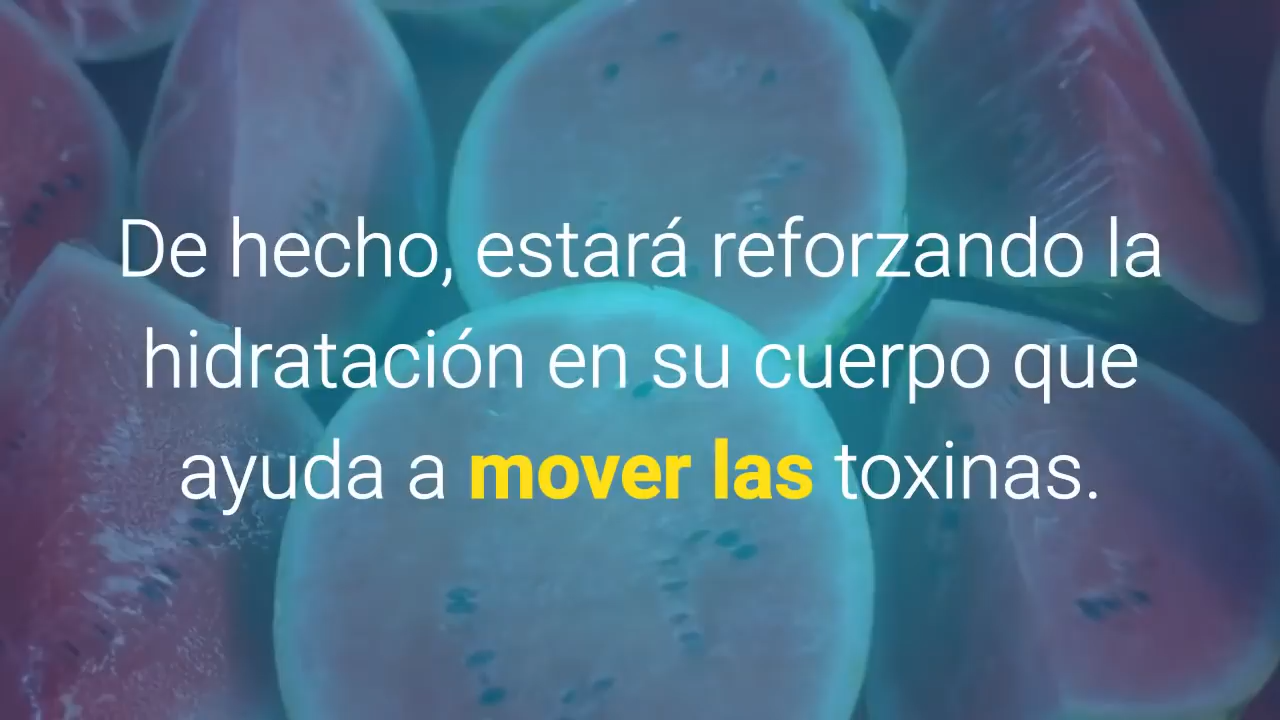 De hecho, estará reforzando la
hidratación en su cuerpo que
ayuda a mover las toxinas.